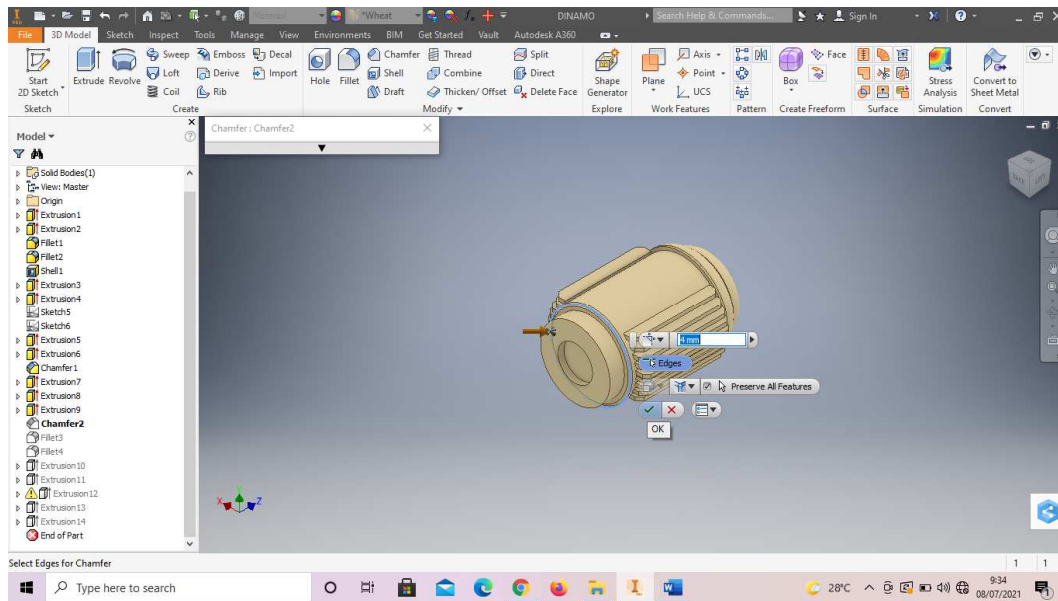 PRO
Material
*Wheat
DINAMO
Search Help & Commands...
Sign In
File 3D Model Sketch Inspect Tools Manage View Environments BIM Get Started Vault Autodesk A360
Start
2D Sketch
Extrude
Revolve
Sweep
Loft
Coil
Emboss
Derive
Rib
Decal
Import
Hole
Fillet
Chamfer
Shell
Draft
Thread
Combine
Thicken/ Offset
Split
Direct
Delete Face
Shape
Generator
Plane
Axis
Point
UCS
Box
Face
Stress
Analysis
Convert to
Sheet Metal
Sketch
Create
Modify
Explore
Work Features
Pattern
Create Freeform
Surface
Simulation
Convert
Model
Chamfer : Chamfer2
Solid Bodies(1)
View: Master
Origin
Extrusion1
Extrusion2
Fillet1
Fillet2
Shell1
Extrusion3
Extrusion4
Sketch5
Sketch6
Extrusion5
Extrusion6
Chamfer1
Extrusion7
Extrusion8
Extrusion9
Chamfer2
Fillet3
Fillet4
Extrusion10
Extrusion11
Extrusion12
Extrusion13
Extrusion14
End of Part
4 mm
Edges
Preserve All Features
OK
X Y Z
Select Edges for Chamfer
1 1
Type here to search
28°C
9:34
08/07/2021